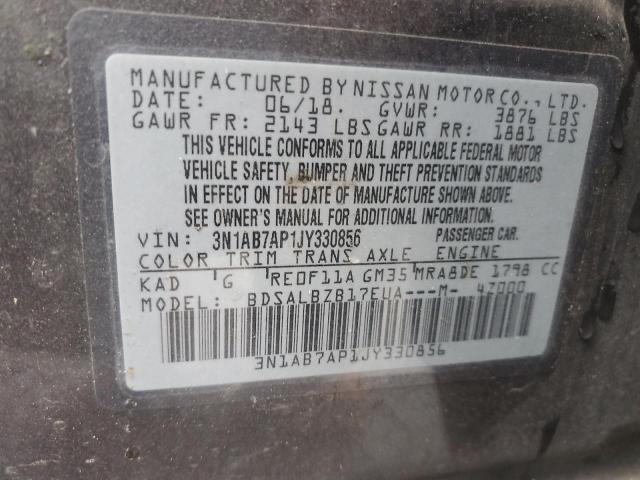 MANUFACTURED BY NISSAN MOTOR CO., LTD.
DATE: 06/18. GVWR: 3876 LBS
GAWR FR: 2143 LBS GAWR RR: 1881 LBS
THIS VEHICLE CONFORMS TO ALL APPLICABLE FEDERAL MOTOR
VEHICLE SAFETY, BUMPER AND THEFT PREVENTION STANDARDS
IN EFFECT ON THE DATE OF MANUFACTURE SHOWN ABOVE.
SEE OWNER'S MANUAL FOR ADDITIONAL INFORMATION.
VIN: 3N1AB7AP1JY330856 PASSENGER CAR.
COLOR TRIM TRANS AXLE ENGINE
KAD G RE0F11A GM35 MRA8DE 1798 CC
MODEL: BDSALBZB17EUA---M- 4Z000
3N1AB7AP1JY330856